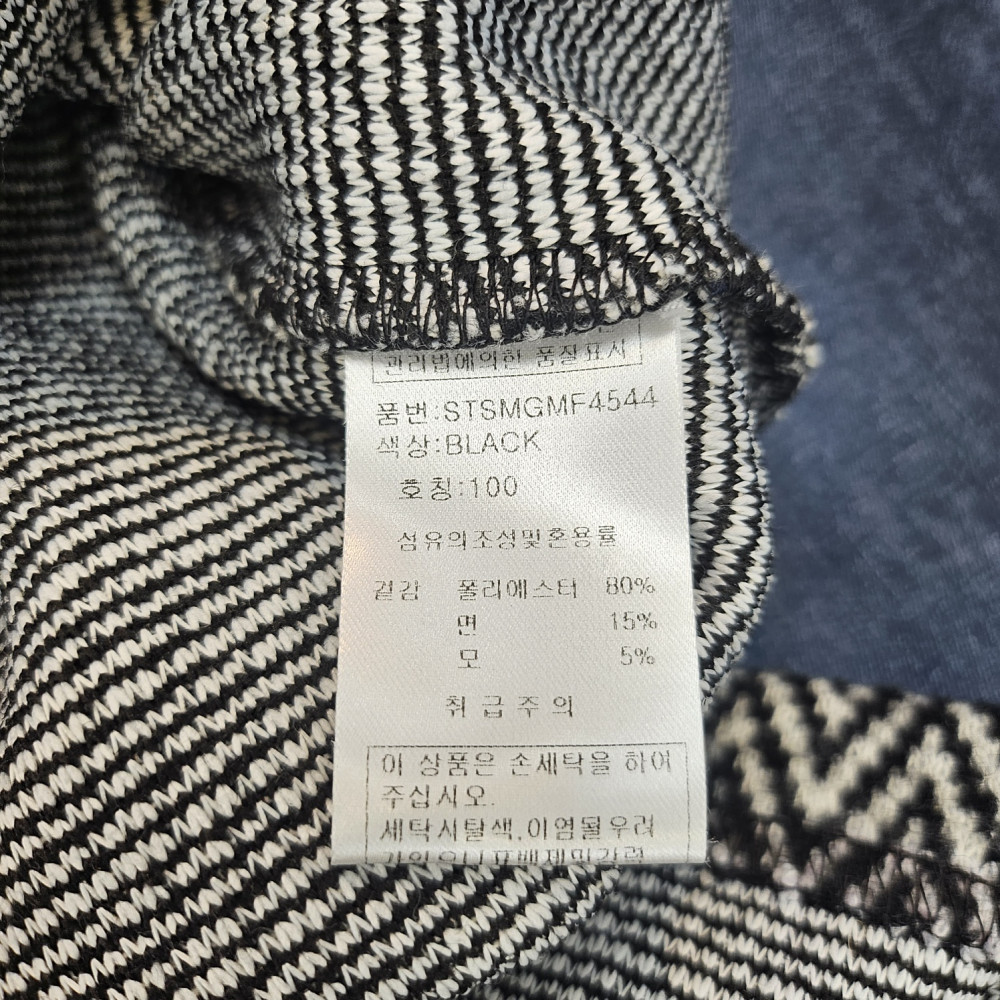 관리법에의한 품질표시
품번:STSMGMF4544
색상:BLACK
호칭:100
섬유의조성및혼용률
겉감 폴리에스터 80%
면 15%
모 5%
취급주의
이 상품은 손세탁을 하여
주십시오.
세탁시탈색,이염될우려